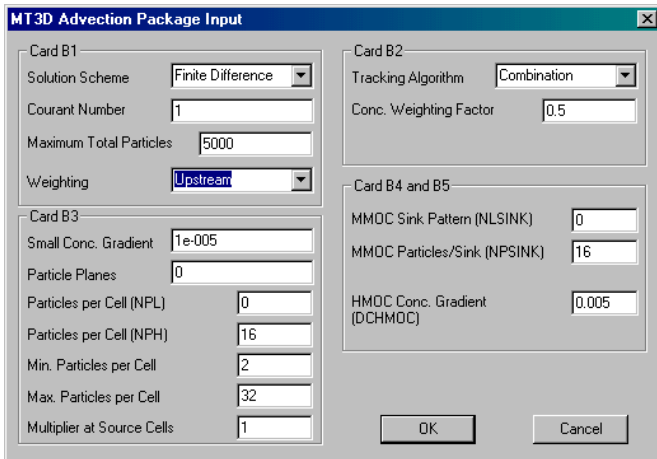 MT3D Advection Package Input
Card B1
Solution Scheme Finite Difference
Courant Number 1
Maximum Total Particles 5000
Weighting Upstream
Card B3
Small Conc. Gradient 1e-005
Particle Planes 0
Particles per Cell (NPL) 0
Particles per Cell (NPH) 16
Min. Particles per Cell 2
Max. Particles per Cell 32
Multiplier at Source Cells 1
Card B2
Tracking Algorithm Combination
Conc. Weighting Factor 0.5
Card B4 and B5
MMOC Sink Pattern (NLSINK) 0
MMOC Particles/Sink (NPSINK) 16
HMOC Conc. Gradient 0.005
(DCHMOC)
OK Cancel